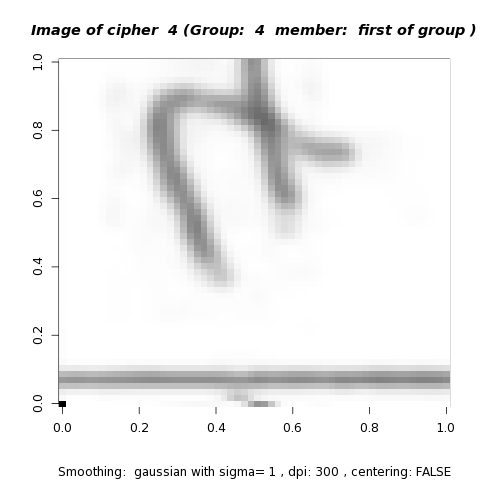 Image of cipher 4 (Group: 4 member: first of group )
1.0
0.8
0.6
0.4
0.2
0.0
0.0 0.2 0.4 0.6 0.8 1.0
Smoothing: gaussian with sigma= 1 , dpi: 300 , centering: FALSE